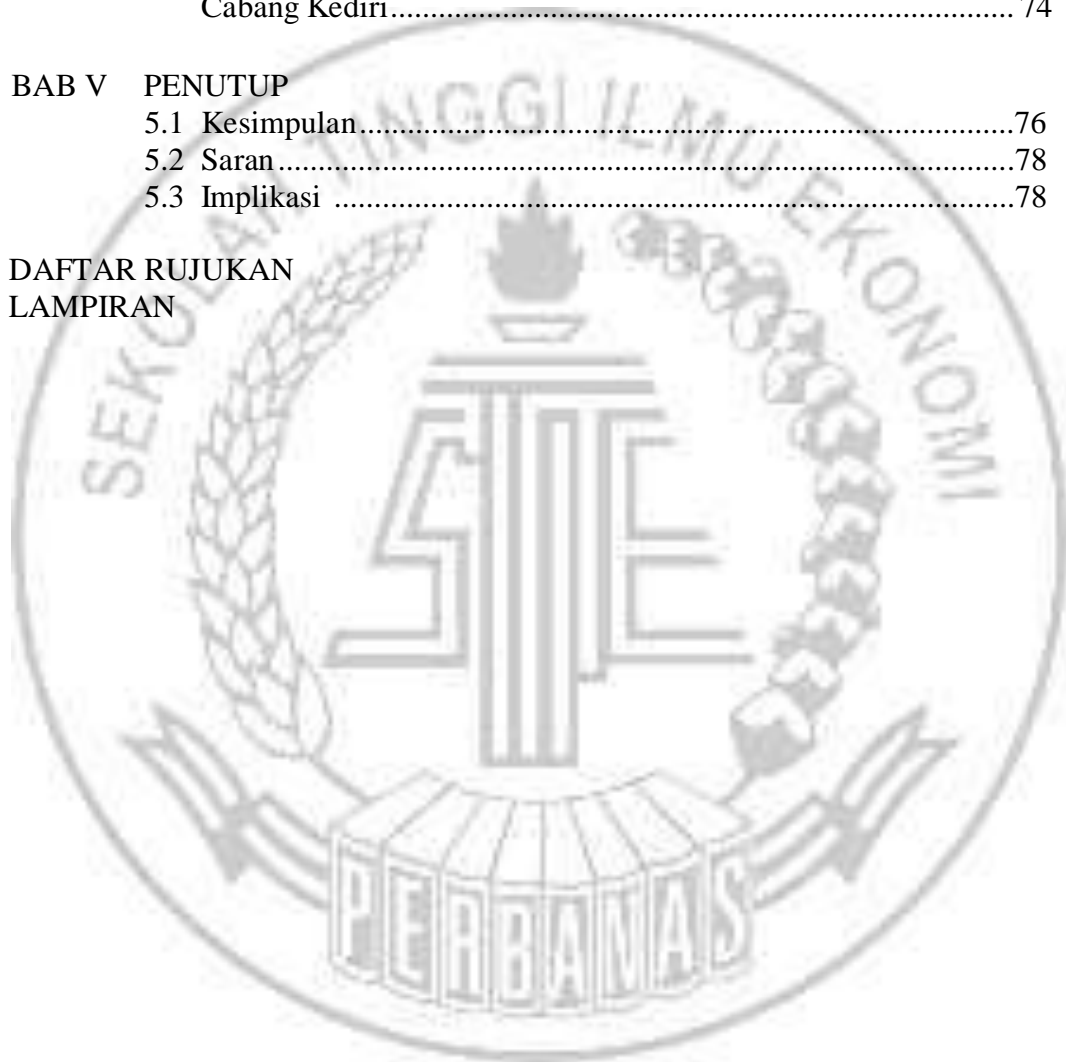 Cabang Kediri.............................................................................. 74
BAB V PENUTUP
5.1 Kesimpulan..................................................................................76
5.2 Saran............................................................................................78
5.3 Implikasi .....................................................................................78
DAFTAR RUJUKAN
LAMPIRAN
SEKOLAH TINGGI ILMU EKONOMI
STIE
PERBANAS